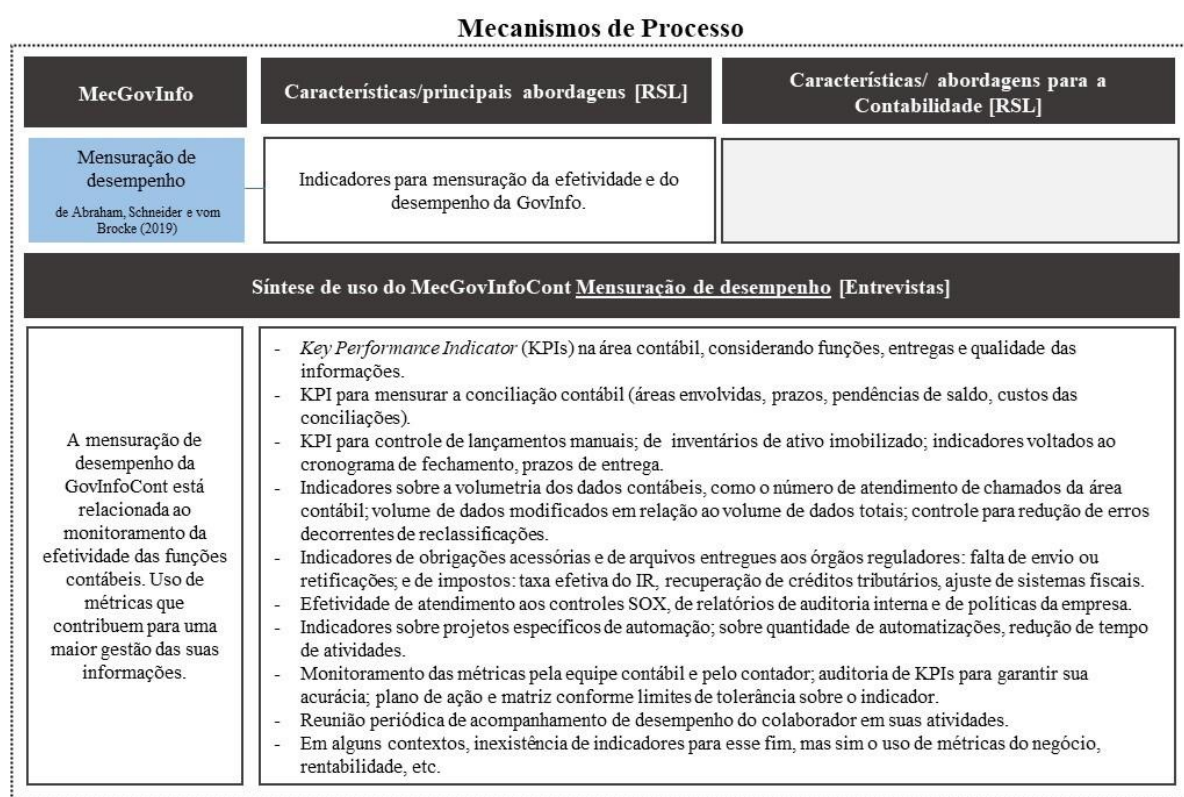 Mecanismos de Processo
MecGovInfo
Características/principais abordagens [RSL]
Características/ abordagens para a
Contabilidade [RSL]
Mensuração de
desempenho
de Abraham, Schneider e vom
Brocke (2019)
Indicadores para mensuração da efetividade e do
desempenho da GovInfo.
Síntese de uso do MecGovInfoCont Mensuração de desempenho [Entrevistas]
A mensuração de
desempenho da
GovInfoCont está
relacionada ao
monitoramento da
efetividade das funções
contábeis. Uso de
métricas que
contribuem para uma
maior gestão das suas
informações.
- Key Performance Indicator (KPIs) na área contábil, considerando funções, entregas e qualidade das
informações.
- KPI para mensurar a conciliação contábil (áreas envolvidas, prazos, pendências de saldo, custos das
conciliações).
- KPI para controle de lançamentos manuais; de inventários de ativo imobilizado; indicadores voltados ao
cronograma de fechamento, prazos de entrega.
- Indicadores sobre a volumetria dos dados contábeis, como o número de atendimento de chamados da área
contábil; volume de dados modificados em relação ao volume de dados totais; controle para redução de erros
decorrentes de reclassificações.
- Indicadores de obrigações acessórias e de arquivos entregues aos órgãos reguladores: falta de envio ou
retificações; e de impostos: taxa efetiva do IR, recuperação de créditos tributários, ajuste de sistemas fiscais.
- Efetividade de atendimento aos controles SOX, de relatórios de auditoria interna e de políticas da empresa.
- Indicadores sobre projetos específicos de automação; sobre quantidade de automatizações, redução de tempo
de atividades.
- Monitoramento das métricas pela equipe contábil e pelo contador; auditoria de KPIs para garantir sua
acurácia; plano de ação e matriz conforme limites de tolerância sobre o indicador.
- Reunião periódica de acompanhamento de desempenho do colaborador em suas atividades.
- Em alguns contextos, inexistência de indicadores para esse fim, mas sim o uso de métricas do negócio,
rentabilidade, etc.